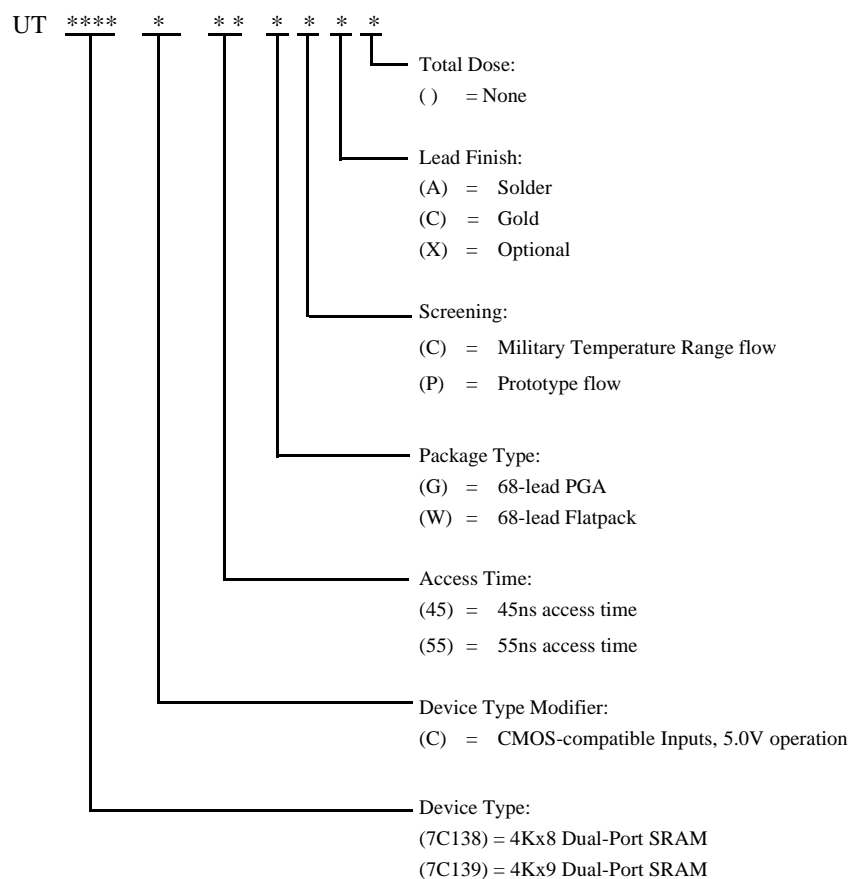 UT **** * * * * * * *
Total Dose:
( ) = None
Lead Finish:
(A) = Solder
(C) = Gold
(X) = Optional
Screening:
(C) = Military Temperature Range flow
(P) = Prototype flow
Package Type:
(G) = 68-lead PGA
(W) = 68-lead Flatpack
Access Time:
(45) = 45ns access time
(55) = 55ns access time
Device Type Modifier:
(C) = CMOS-compatible Inputs, 5.0V operation
Device Type:
(7C138) = 4Kx8 Dual-Port SRAM
(7C139) = 4Kx9 Dual-Port SRAM